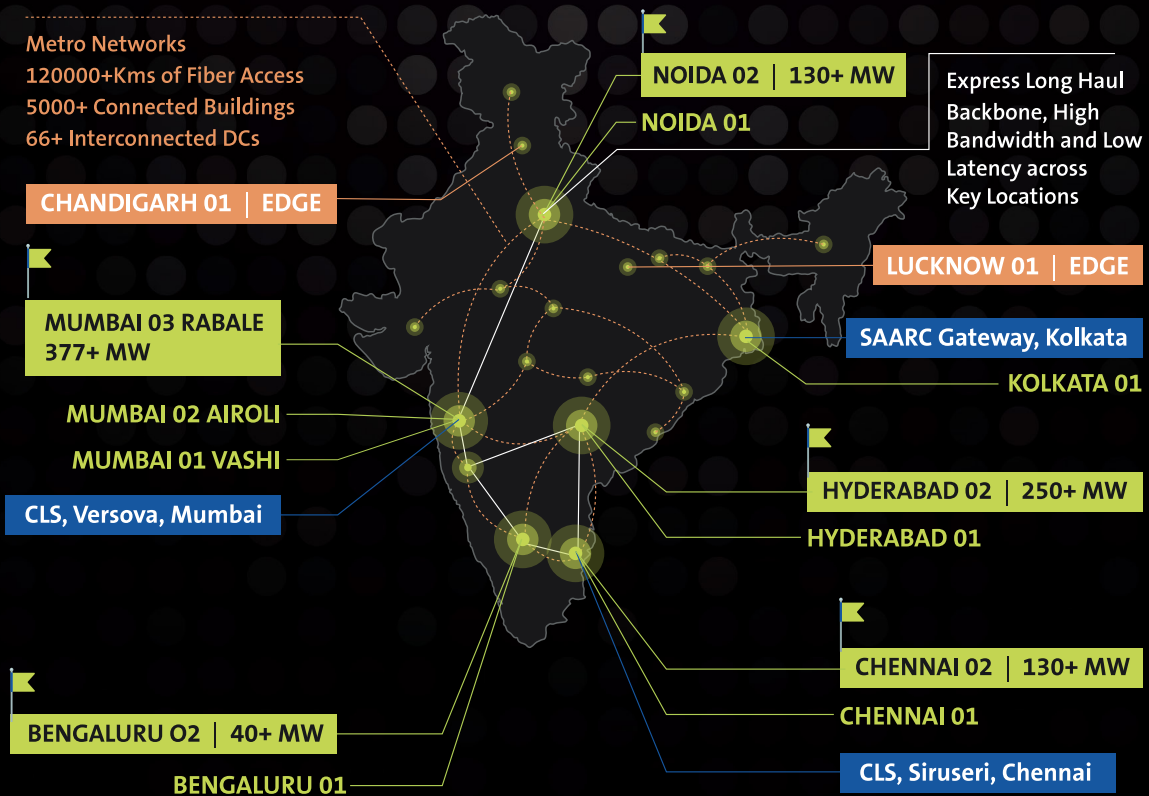 Metro Networks
120000+Kms of Fiber Access
5000+ Connected Buildings
66+ Interconnected DCs
NOIDA 02 | 130+ MW
NOIDA 01
Express Long Haul
Backbone, High
Bandwidth and Low
Latency across
Key Locations
CHANDIGARH 01 | EDGE
LUCKNOW 01 | EDGE
MUMBAI 03 RABALE
377+ MW
SAARC Gateway, Kolkata
KOLKATA 01
MUMBAI 02 AIROLI
MUMBAI 01 VASHI
CLS, Versova, Mumbai
HYDERABAD 02 | 250+ MW
HYDERABAD 01
CHENNAI 02 | 130+ MW
CHENNAI 01
BENGALURU O2 | 40+ MW
BENGALURU 01
CLS, Siruseri, Chennai